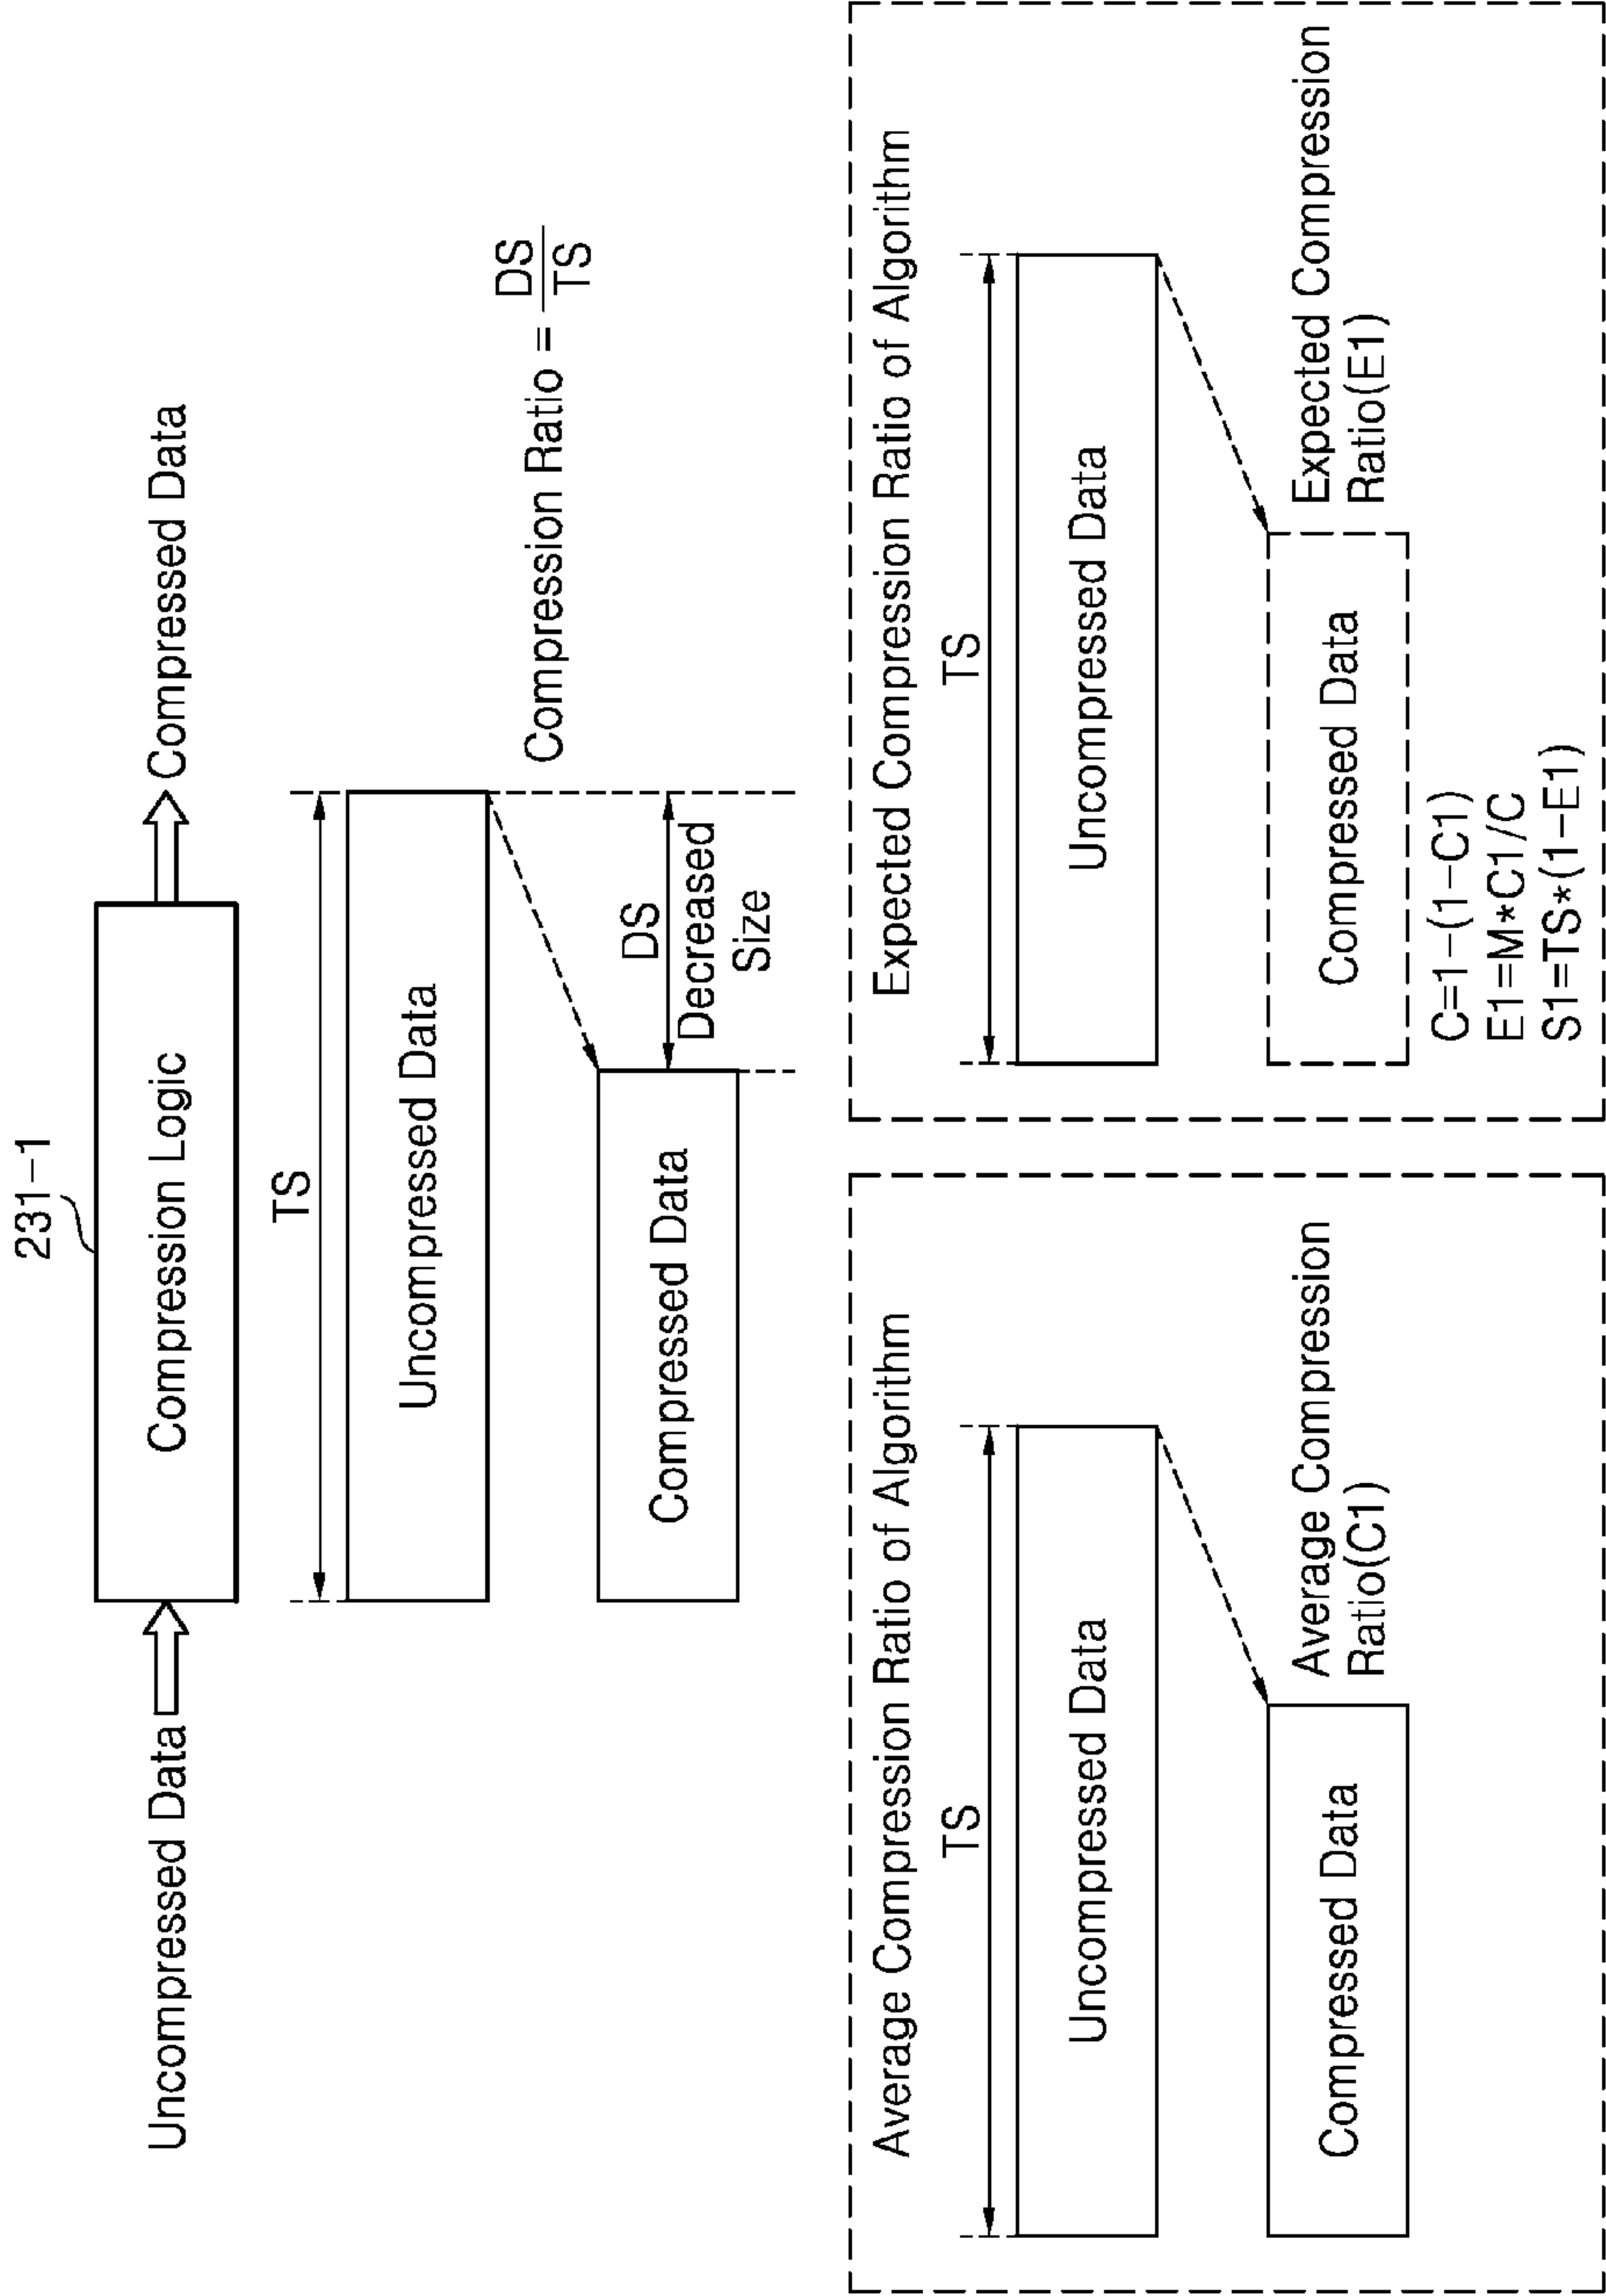 231-1
Uncompressed Data
Compression Logic
Compressed Data
TS
Uncompressed Data
Compressed Data
DS
Decreased
Size
Compression Ratio = DS
TS
Average Compression Ratio of Algorithm
TS
Uncompressed Data
Compressed Data
Average Compression
Ratio(C1)
Expected Compression Ratio of Algorithm
TS
Uncompressed Data
Compressed Data
Expected Compression
Ratio(E1)
C=1-(1-C1)
E1=M*C1/C
S1=TS*(1-E1)